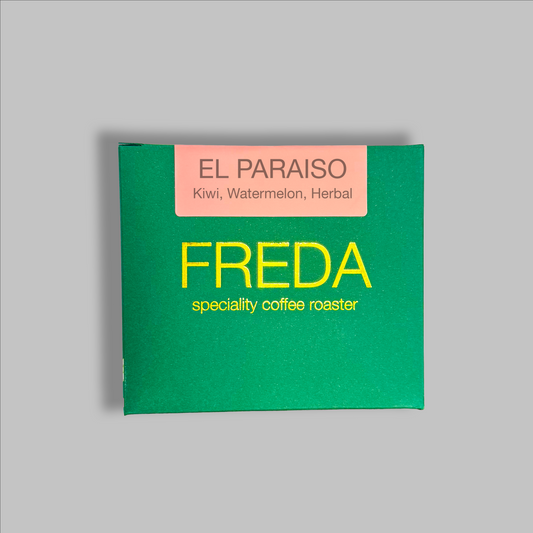 EL PARAISO
Kiwi, Watermelon, Herbal
FREDA
speciality coffee roaster